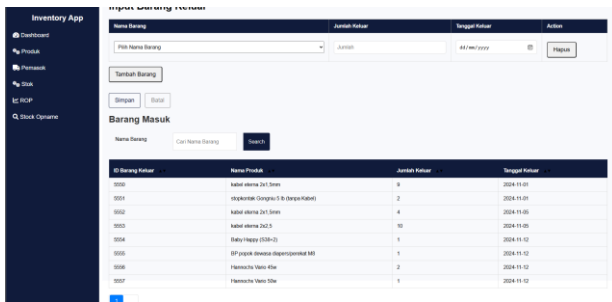 Inventory App
Dashboard
Produk
Pemasok
Stok
ROP
Stock Opname
Input Barang Keluar
Nama Barang Jumlah Keluar Tanggal Keluar Action
Pilih Nama Barang Jumlah dd/mm/yyyy Hapus
Tambah Barang
Simpan Batal
Barang Masuk
Nama Barang Cari Nama Barang Search
ID Barang Keluar Nama Produk Jumlah Keluar Tanggal Keluar
5550 kabel eterna 2x1,5mm 9 2024-11-01
5551 stopkontak Gongniu 5 lb (tanpa Kabel) 2 2024-11-01
5552 kabel eterna 2x1,5mm 4 2024-11-05
5553 kabel eterna 2x2,5 10 2024-11-05
5554 Baby Happy (S38+2) 1 2024-11-12
5555 BP popok dewasa diapers/perekat M8 1 2024-11-12
5556 Hannochs Vario 45w 2 2024-11-12
5557 Hannochs Vario 50w 1 2024-11-12
1